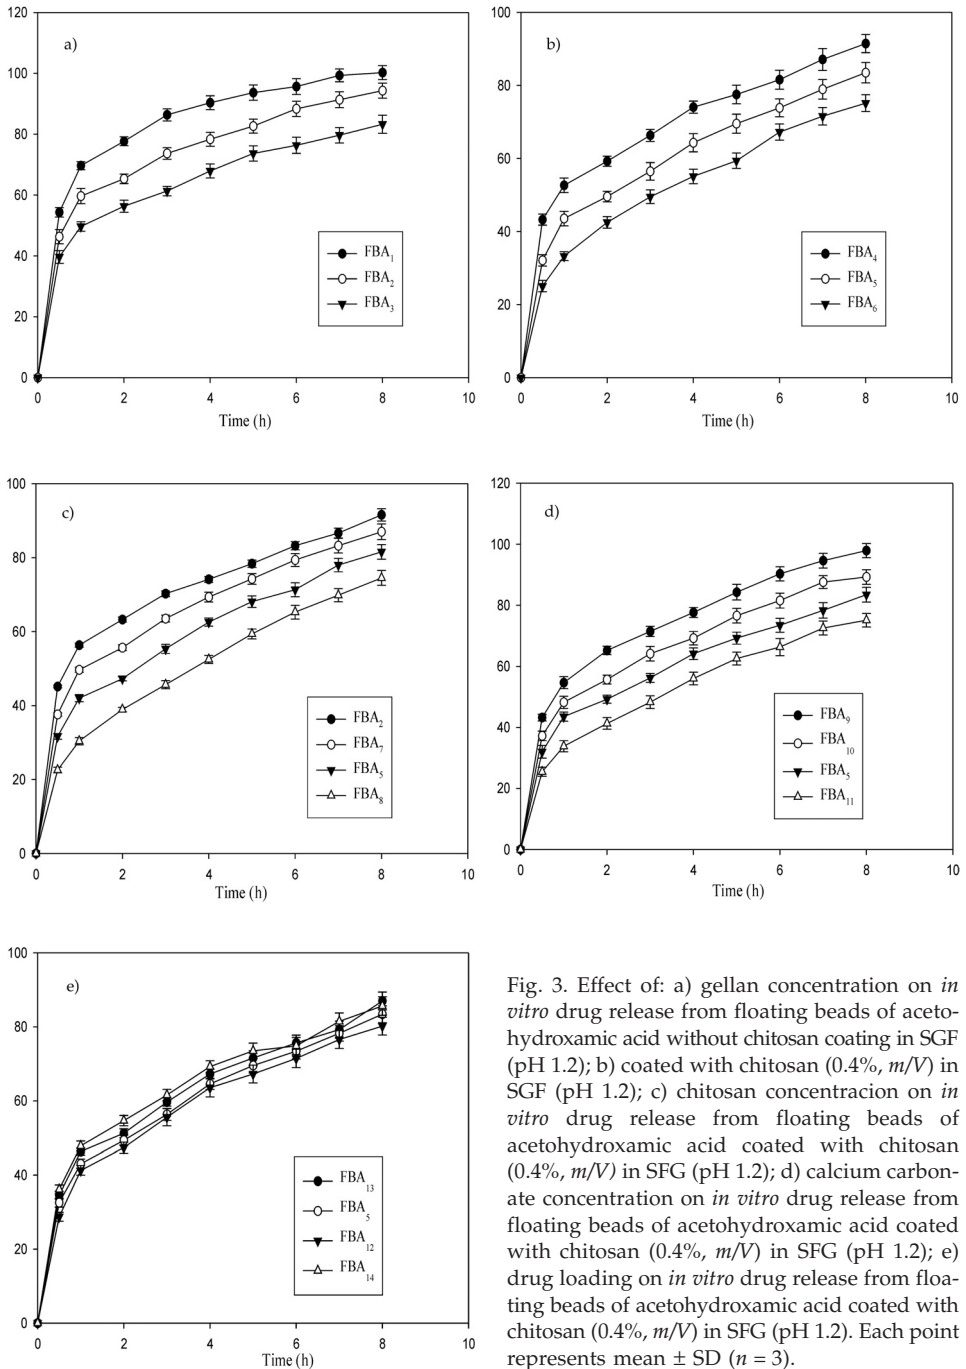 120
100
80
60
40
20
0
a)
FBA1
FBA2
FBA3
0 2 4 6 8 10
Time (h)
100
80
60
40
20
0
b)
FBA4
FBA5
FBA6
0 2 4 6 8 10
Time (h)
100
80
60
40
20
0
c)
FBA2
FBA7
FBA5
FBA8
0 2 4 6 8 10
Time (h)
120
100
80
60
40
20
0
d)
FBA9
FBA10
FBA5
FBA11
0 2 4 6 8 10
Time (h)
100
80
60
40
20
0
e)
FBA13
FBA5
FBA12
FBA14
0 2 4 6 8 10
Time (h)
Fig. 3. Effect of: a) gellan concentration on in
vitro drug release from floating beads of aceto-
hydroxamic acid without chitosan coating in SGF
(pH 1.2); b) coated with chitosan (0.4%, m/V) in
SGF (pH 1.2); c) chitosan concentracion on in
vitro drug release from floating beads of
acetohydroxamic acid coated with chitosan
(0.4%, m/V) in SFG (pH 1.2); d) calcium carbon-
ate concentration on in vitro drug release from
floating beads of acetohydroxamic acid coated
with chitosan (0.4%, m/V) in SFG (pH 1.2); e)
drug loading on in vitro drug release from floa-
ting beads of acetohydroxamic acid coated with
chitosan (0.4%, m/V) in SFG (pH 1.2). Each point
represents mean ± SD (n = 3).